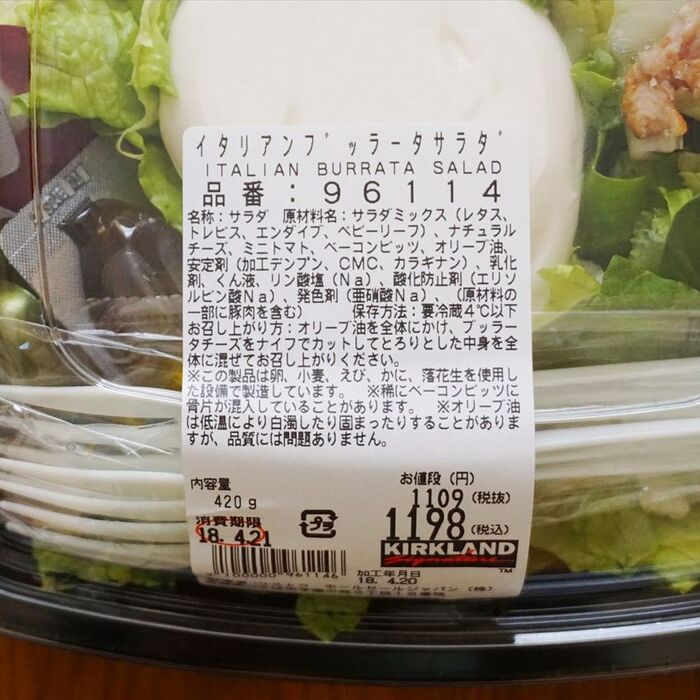 イタリアンブッラータサラダ
ITALIAN BURRATA SALAD
品番：96114
名称：サラダ 原材料名：サラダミックス（レタス、
トレビス、エンダイブ、ベビーリーフ）、ナチュラル
チーズ、ミニトマト、ベーコンビッツ、オリーブ油、
安定剤（加工デンプン、CMC、カラギナン）、乳化
剤、くん液、リン酸塩（Na） 酸化防止剤（エリソ
ルビン酸Na）、発色剤（亜硝酸Na）、（原材料の
一部に豚肉を含む） 保存方法：要冷蔵4℃以下
お召し上がり方：オリーブ油を全体にかけ、ブッラー
タチーズをナイフでカットしてとろりとした中身を全
体に混ぜてお召し上がりください。
※この製品は卵、小麦、えび、かに、落花生を使用し
た設備で製造しています。 ※稀にベーコンビッツに
骨片が混入していることがあります。 ※オリーブ油
は低温により白濁したり固まったりすることがありま
すが、品質には問題ありません。
内容量 お値段（円）
420g 1109（税抜）
消費期限 プラ 1198（税込）
18. 4.21 KIRKLAND
Signature™
加工年月日
961146 18. 4.20
ホールセールジャパン（株）